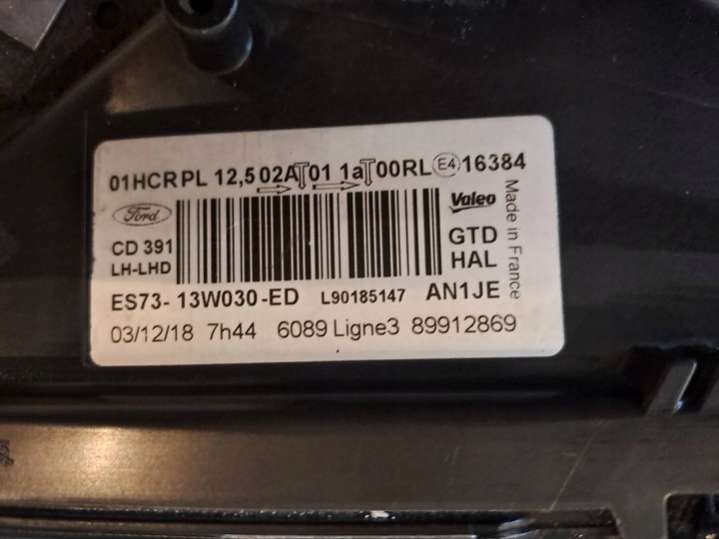 01HCRPL 12,5 02A 01 1a 00RL E4 16384
Ford
Valeo
CD 391
LH-LHD
GTD
HAL
Made in France
ES73- 13W030-ED L90185147 AN1JE
03/12/18 7h44 6089 Ligne3 89912869